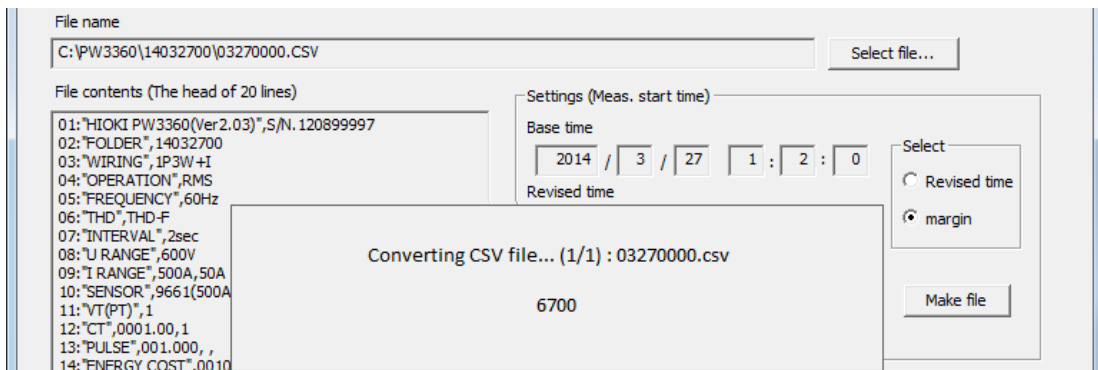 File name
C:\PW3360\14032700\03270000.CSV
Select file...
File contents (The head of 20 lines)
01:"HIOKI PW3360(Ver2.03)",S/N.120899997
02:"FOLDER",14032700
03:"WIRING",1P3W+I
04:"OPERATION",RMS
05:"FREQUENCY",60Hz
06:"THD",THD-F
07:"INTERVAL",2sec
08:"U RANGE",600V
09:"I RANGE",500A,50A
10:"SENSOR",9661(500A
11:"VT(PT)",1
12:"CT",0001.00,1
13:"PULSE",001.000, ,
14:"ENERGY COST",0010
Settings (Meas. start time)
Base time
2014 / 3 / 27 1 : 2 : 0
Revised time
Select
Revised time
margin
Make file
Converting CSV file... (1/1) : 03270000.csv
6700